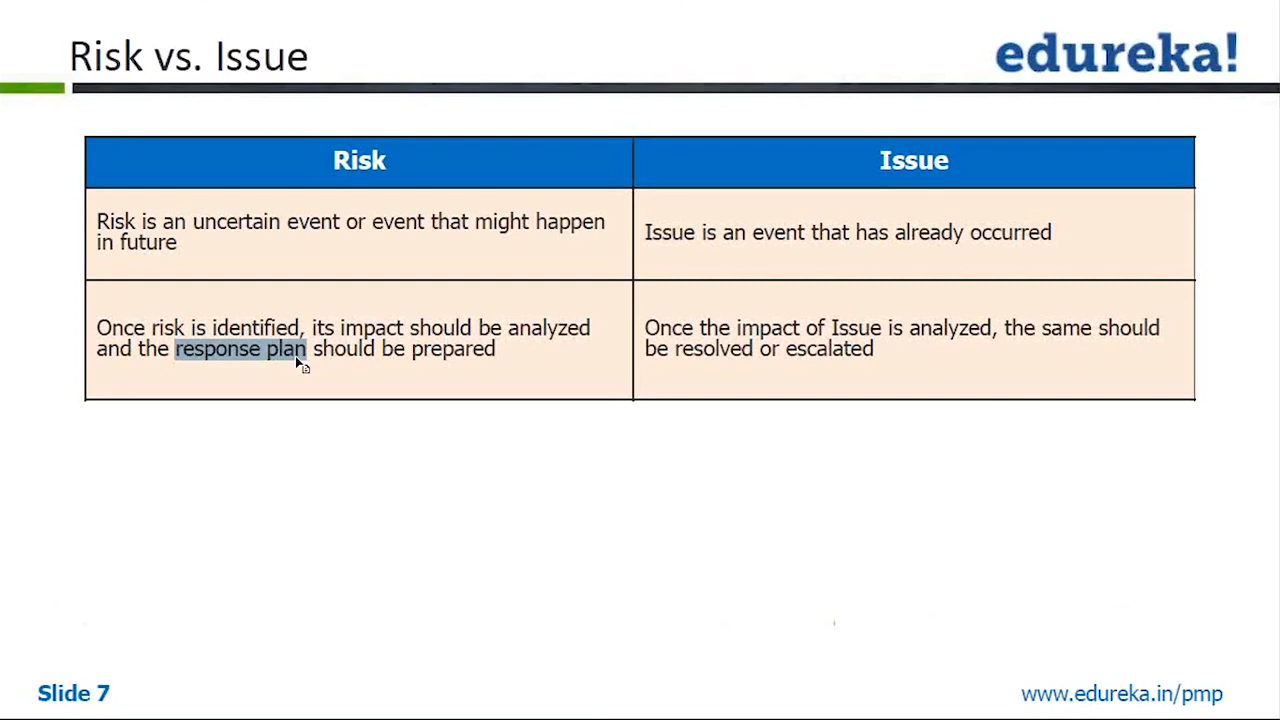 Risk vs. Issue
edureka!
Risk
Issue
Risk is an uncertain event or event that might happen
in future
Issue is an event that has already occurred
Once risk is identified, its impact should be analyzed
and the response plan should be prepared
Once the impact of Issue is analyzed, the same should
be resolved or escalated
Slide 7
www.edureka.in/pmp